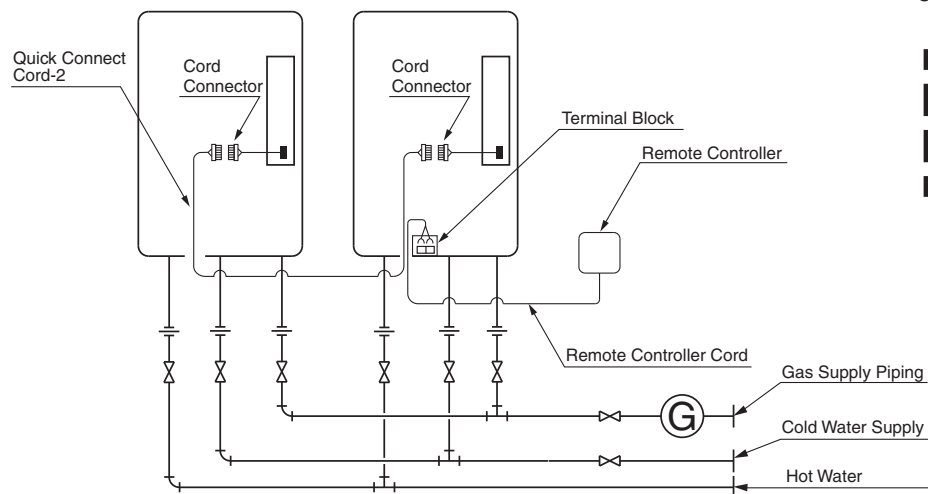 Quick Connect
Cord-2
Cord
Connector
Cord
Connector
Terminal Block
Remote Controller
Remote Controller Cord
Gas Supply Piping
G
Cold Water Supply
Hot Water